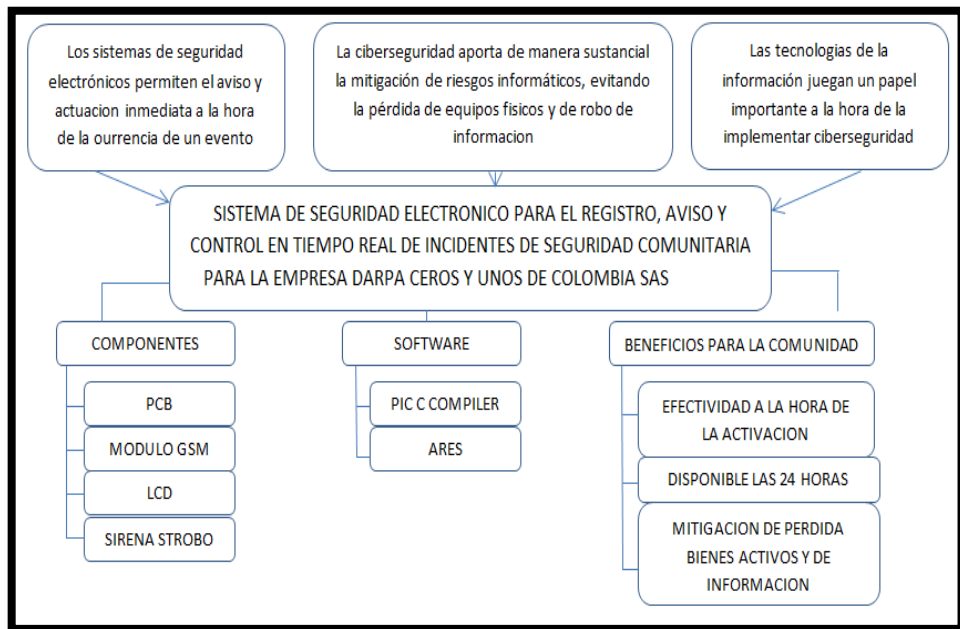 Los sistemas de seguridad
electrónicos permiten el aviso y
actuacion inmediata a la hora
de la ourrencia de un evento
La ciberseguridad aporta de manera sustancial
la mitigación de riesgos informáticos, evitando
la pérdida de equipos fisicos y de robo de
informacion
Las tecnologias de la
información juegan un papel
importante a la hora de la
implementar ciberseguridad
SISTEMA DE SEGURIDAD ELECTRONICO PARA EL REGISTRO, AVISO Y
CONTROL EN TIEMPO REAL DE INCIDENTES DE SEGURIDAD COMUNITARIA
PARA LA EMPRESA DARPA CEROS Y UNOS DE COLOMBIA SAS
COMPONENTES
PCB
MODULO GSM
LCD
SIRENA STROBO
SOFTWARE
PIC C COMPILER
ARES
BENEFICIOS PARA LA COMUNIDAD
EFECTIVIDAD A LA HORA DE
LA ACTIVACION
DISPONIBLE LAS 24 HORAS
MITIGACION DE PERDIDA
BIENES ACTIVOS Y DE
INFORMACION